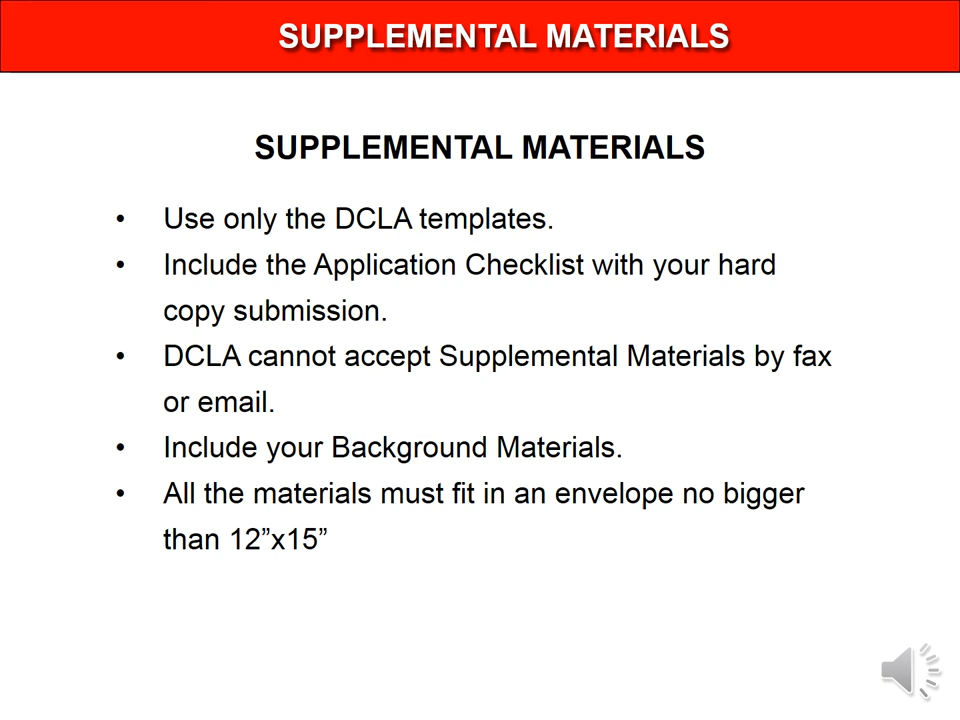 SUPPLEMENTAL MATERIALS
SUPPLEMENTAL MATERIALS
• Use only the DCLA templates.
• Include the Application Checklist with your hard
copy submission.
• DCLA cannot accept Supplemental Materials by fax
or email.
• Include your Background Materials.
• All the materials must fit in an envelope no bigger
than 12”x15”